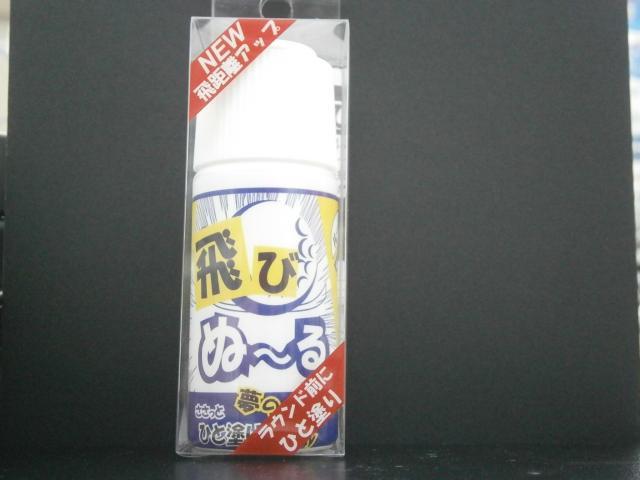 NEW
飛距離アップ
飛び
ぬ〜る
夢の
ささっと
ひと塗り
ラウンド前に
ひと塗り